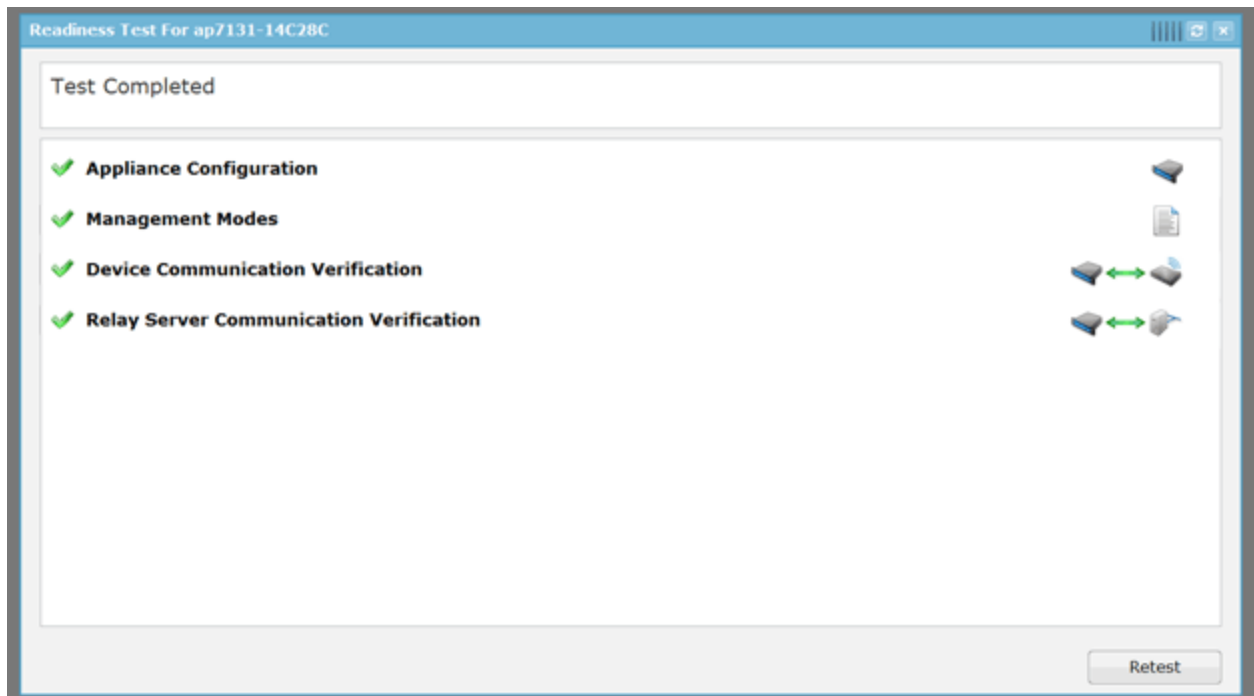 Readiness Test For ap7131-14C28C
Test Completed
Appliance Configuration
Management Modes
Device Communication Verification
Relay Server Communication Verification
Retest